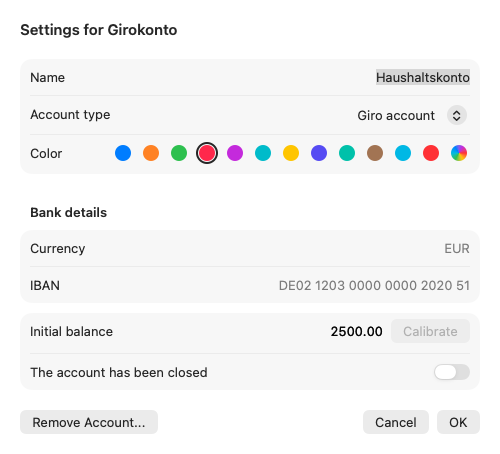 Settings for Girokonto
Name Haushaltskonto
Account type Giro account
Color
Bank details
Currency EUR
IBAN DE02 1203 0000 0000 2020 51
Initial balance 2500.00 Calibrate
The account has been closed
Remove Account... Cancel OK